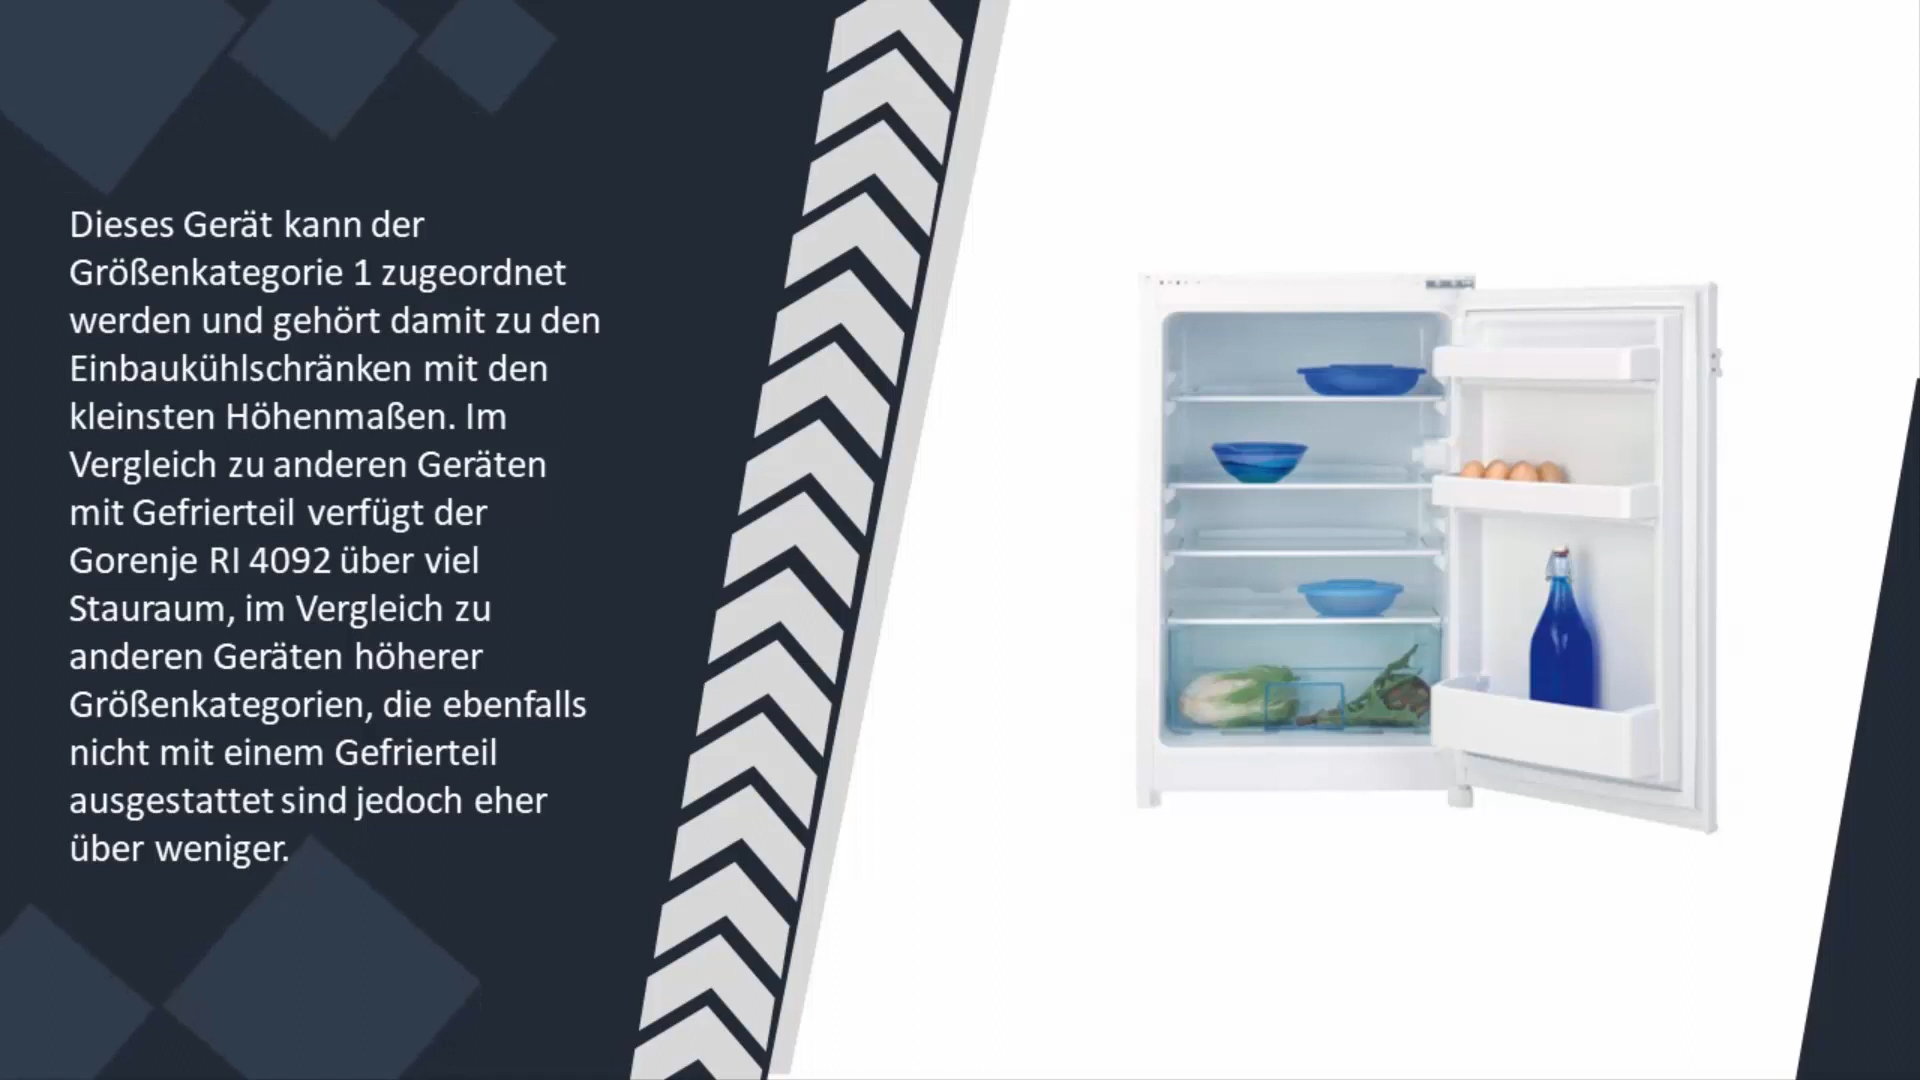 Dieses Gerät kann der
Größenkategorie 1 zugeordnet
werden und gehört damit zu den
Einbaukühlschränken mit den
kleinsten Höhenmaßen. Im
Vergleich zu anderen Geräten
mit Gefrierteil verfügt der
Gorenje RI 4092 über viel
Stauraum, im Vergleich zu
anderen Geräten höherer
Größenkategorien, die ebenfalls
nicht mit einem Gefrierteil
ausgestattet sind jedoch eher
über weniger.